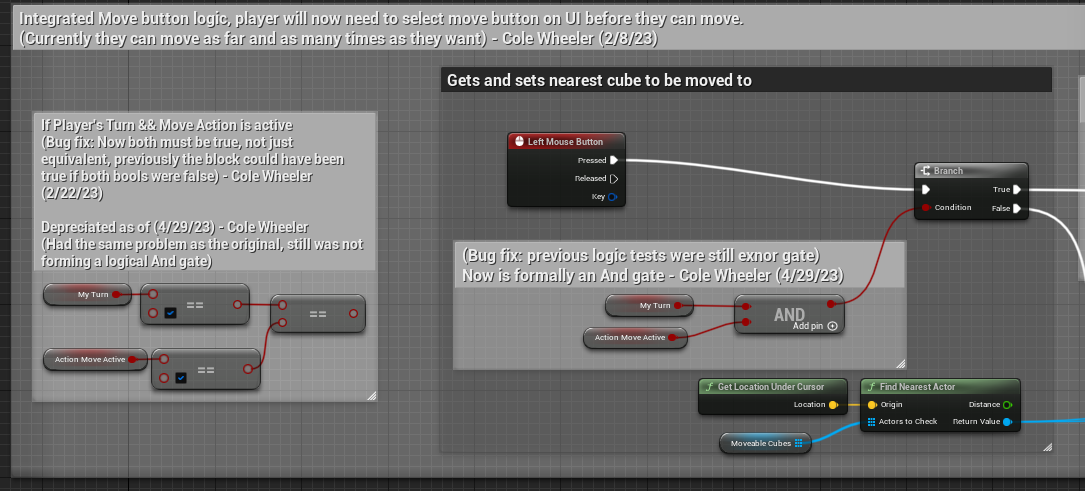 Integrated Move button logic, player will now need to select move button on UI before they can move.
(Currently they can move as far and as many times as they want) - Cole Wheeler (2/8/23)
Gets and sets nearest cube to be moved to
If Player's Turn && Move Action is active
(Bug fix: Now both must be true, not just
equivalent, previously the block could have been
true if both bools were false) - Cole Wheeler
(2/22/23)
Depreciated as of (4/29/23) - Cole Wheeler
(Had the same problem as the original, still was not
forming a logical And gate)
My Turn
==
==
Action Move Active
==
Left Mouse Button
Pressed
Released
Key
Branch
True
Condition
False
(Bug fix: previous logic tests were still exnor gate)
Now is formally an And gate - Cole Wheeler (4/29/23)
My Turn
Action Move Active
AND
Add pin
Get Location Under Cursor
Location
Moveable Cubes
f Find Nearest Actor
Origin
Distance
Actors to Check
Return Value